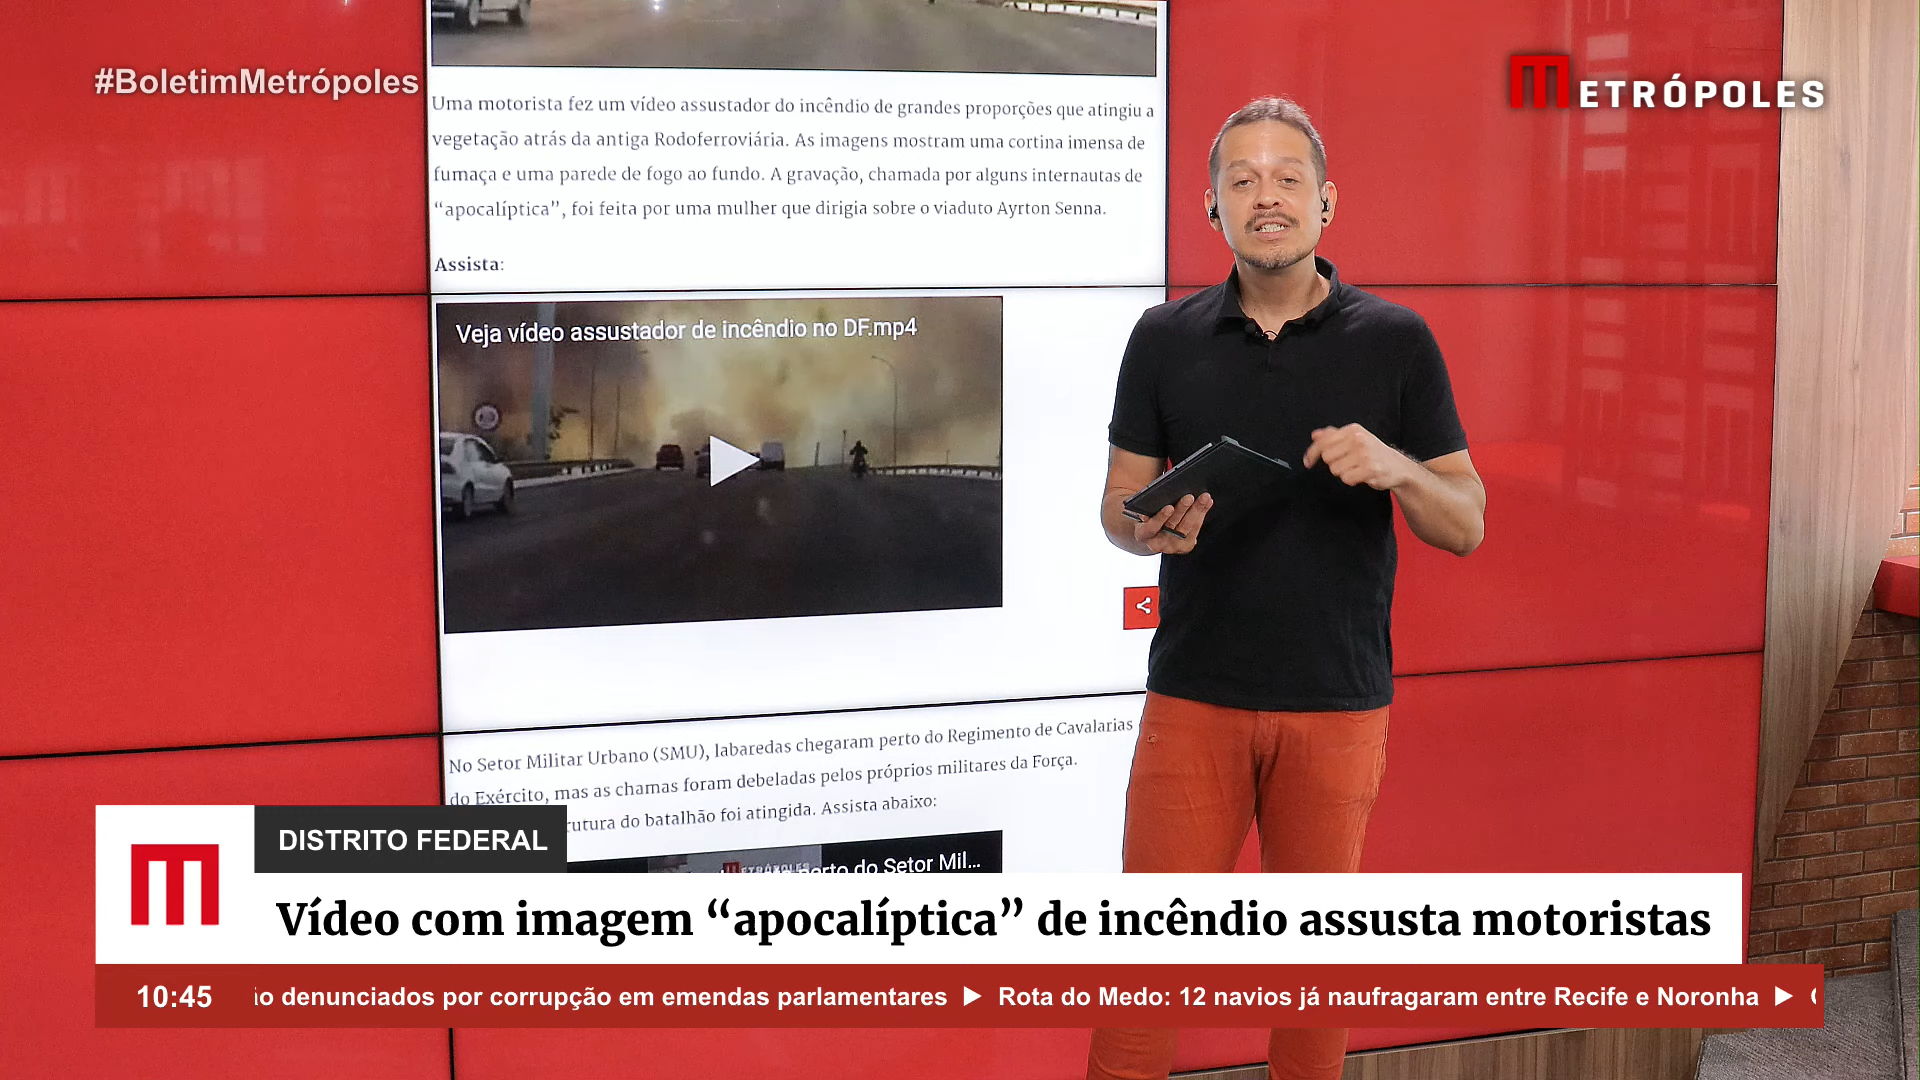 #BoletimMetrópoles
METRÓPOLES
Uma motorista fez um vídeo assustador do incêndio de grandes proporções que atingiu a
vegetação atrás da antiga Rodoferroviária. As imagens mostram uma cortina imensa de
fumaça e uma parede de fogo ao fundo. A gravação, chamada por alguns internautas de
“apocalíptica”, foi feita por uma mulher que dirigia sobre o viaduto Ayrton Senna.
Assista:
Veja vídeo assustador de incêndio no DF.mp4
No Setor Militar Urbano (SMU), labaredas chegaram perto do Regimento de Cavalarias
do Exército, mas as chamas foram debeladas pelos próprios militares da Força.
do batalhão foi atingida. Assista abaixo:
METRÓPOLES
do Setor Mil...
DISTRITO FEDERAL
M
Vídeo com imagem “apocalíptica” de incêndio assusta motoristas
10:45
denunciados por corrupção em emendas parlamentares ▶ Rota do Medo: 12 navios já naufragaram entre Recife e Noronha ▶